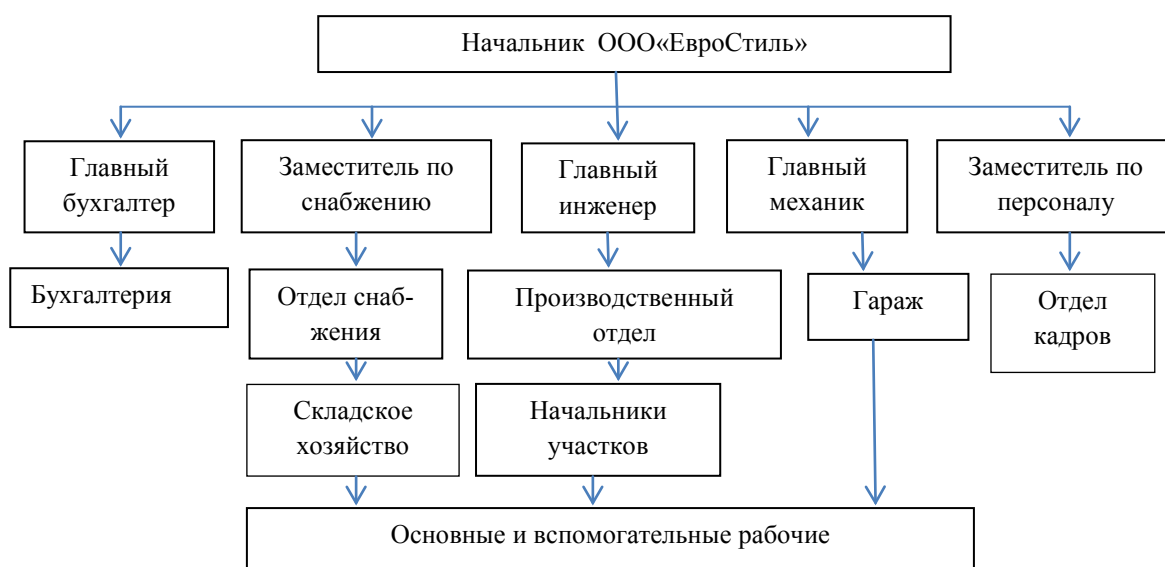 Начальник ООО«ЕвроСтиль»
Главный
бухгалтер
Заместитель по
снабжению
Главный
инженер
Главный
механик
Заместитель по
персоналу
Бухгалтерия
Отдел снаб-
жения
Производственный
отдел
Гараж
Отдел
кадров
Складское
хозяйство
Начальники
участков
Основные и вспомогательные рабочие